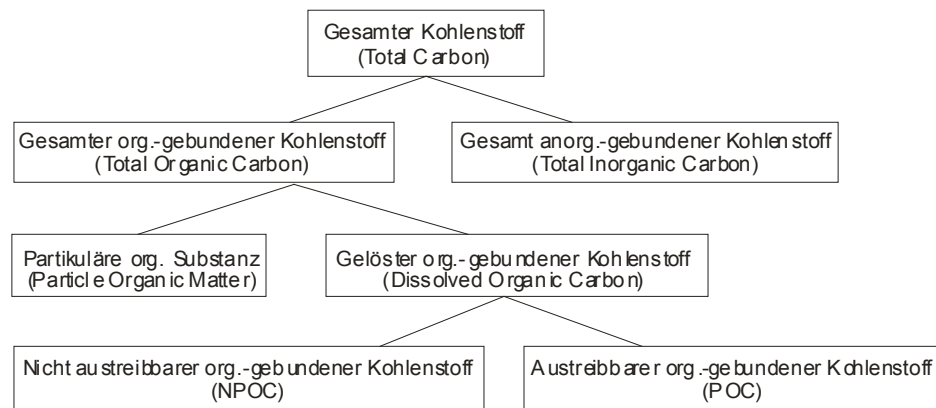 Gesamter Kohlenstoff
(Total Carbon)
Gesamter org.-gebundener Kohlenstoff
(Total Organic Carbon)
Gesamt anorg.-gebundener Kohlenstoff
(Total Inorganic Carbon)
Partikuläre org. Substanz
(Particle Organic Matter)
Gelöster org.-gebundener Kohlenstoff
(Dissolved Organic Carbon)
Nicht austreibbarer org.-gebundener Kohlenstoff
(NPOC)
Austreibbarer org.-gebundener Kohlenstoff
(POC)